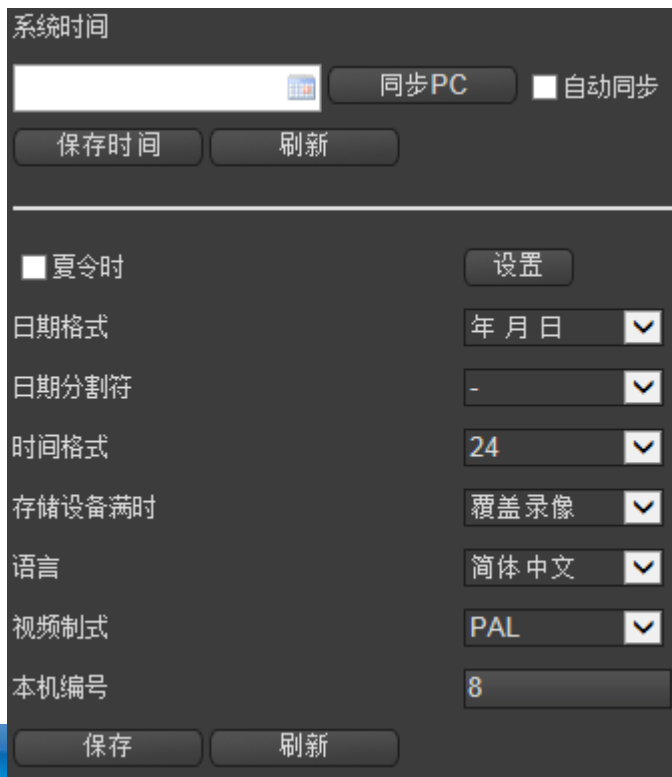 系统时间
同步PC 自动同步
保存时间 刷新
夏令时 设置
日期格式 年月日
日期分割符 -
时间格式 24
存储设备满时 覆盖录像
语言 简体中文
视频制式 PAL
本机编号 8
保存 刷新